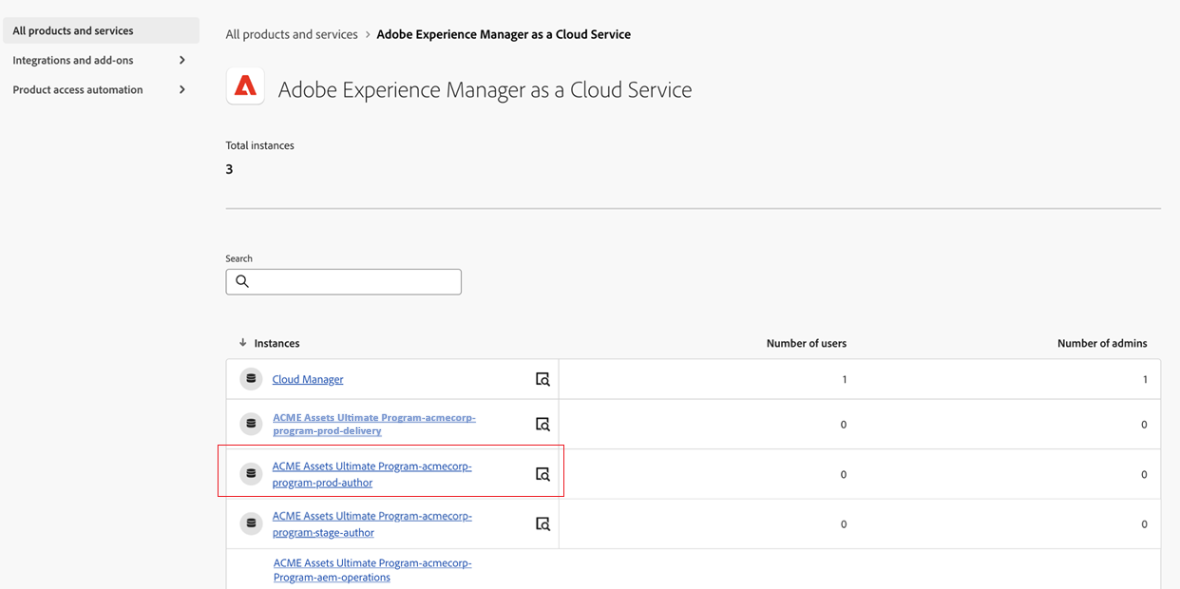 All products and services
Integrations and add-ons
Product access automation
All products and services > Adobe Experience Manager as a Cloud Service
Adobe Experience Manager as a Cloud Service
Total instances
3
Search
Instances Number of users Number of admins
Cloud Manager 1 1
ACME Assets Ultimate Program-acmecorp-
program-prod-delivery 0 0
ACME Assets Ultimate Program-acmecorp-
program-prod-author 0 0
ACME Assets Ultimate Program-acmecorp-
program-stage-author 0 0
ACME Assets Ultimate Program-acmecorp-
Program-aem-operations